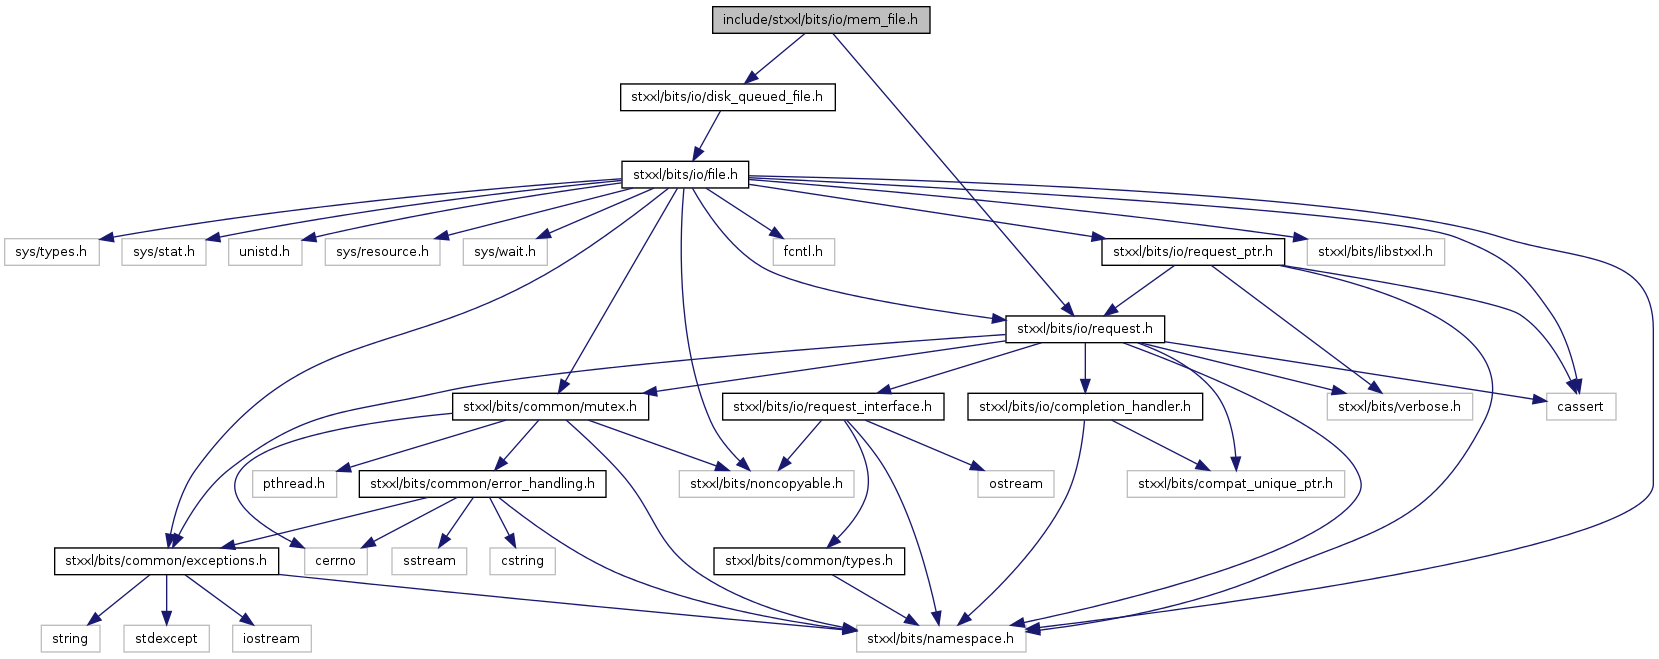 include/stxxl/bits/io/mem_file.h
stxxl/bits/io/disk_queued_file.h
stxxl/bits/io/file.h
sys/types.h
sys/stat.h
unistd.h
sys/resource.h
sys/wait.h
fcntl.h
stxxl/bits/io/request_ptr.h
stxxl/bits/libstxxl.h
stxxl/bits/io/request.h
stxxl/bits/common/mutex.h
stxxl/bits/io/request_interface.h
stxxl/bits/io/completion_handler.h
stxxl/bits/verbose.h
cassert
pthread.h
stxxl/bits/common/error_handling.h
stxxl/bits/noncopyable.h
ostream
stxxl/bits/compat_unique_ptr.h
stxxl/bits/common/exceptions.h
cerrno
sstream
cstring
stxxl/bits/common/types.h
string
stdexcept
iostream
stxxl/bits/namespace.h